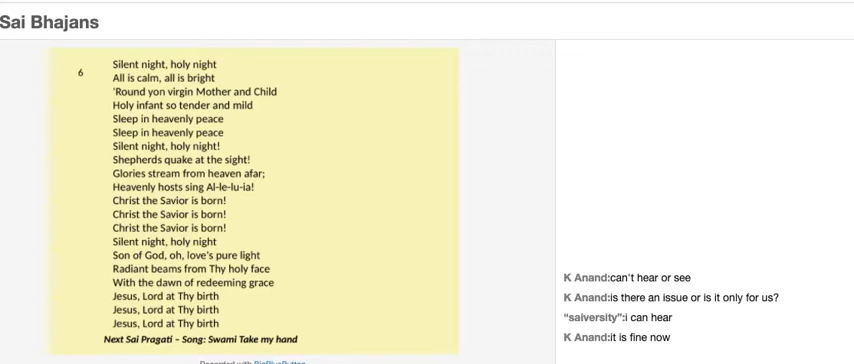 Sai Bhajans
6
Silent night, holy night
All is calm, all is bright
'Round yon virgin Mother and Child
Holy infant so tender and mild
Sleep in heavenly peace
Sleep in heavenly peace
Silent night, holy night!
Shepherds quake at the sight!
Glories stream from heaven afar;
Heavenly hosts sing Al-le-lu-ia!
Christ the Savior is born!
Christ the Savior is born!
Christ the Savior is born!
Silent night, holy night
Son of God, oh, love's pure light
Radiant beams from Thy holy face
With the dawn of redeeming grace
Jesus, Lord at Thy birth
Jesus, Lord at Thy birth
Jesus, Lord at Thy birth
Next Sai Pragati – Song: Swami Take my hand
Recorded with BigBlueButton
K Anand:can't hear or see
K Anand:is there an issue or is it only for us?
“saiversity”:i can hear
K Anand:it is fine now